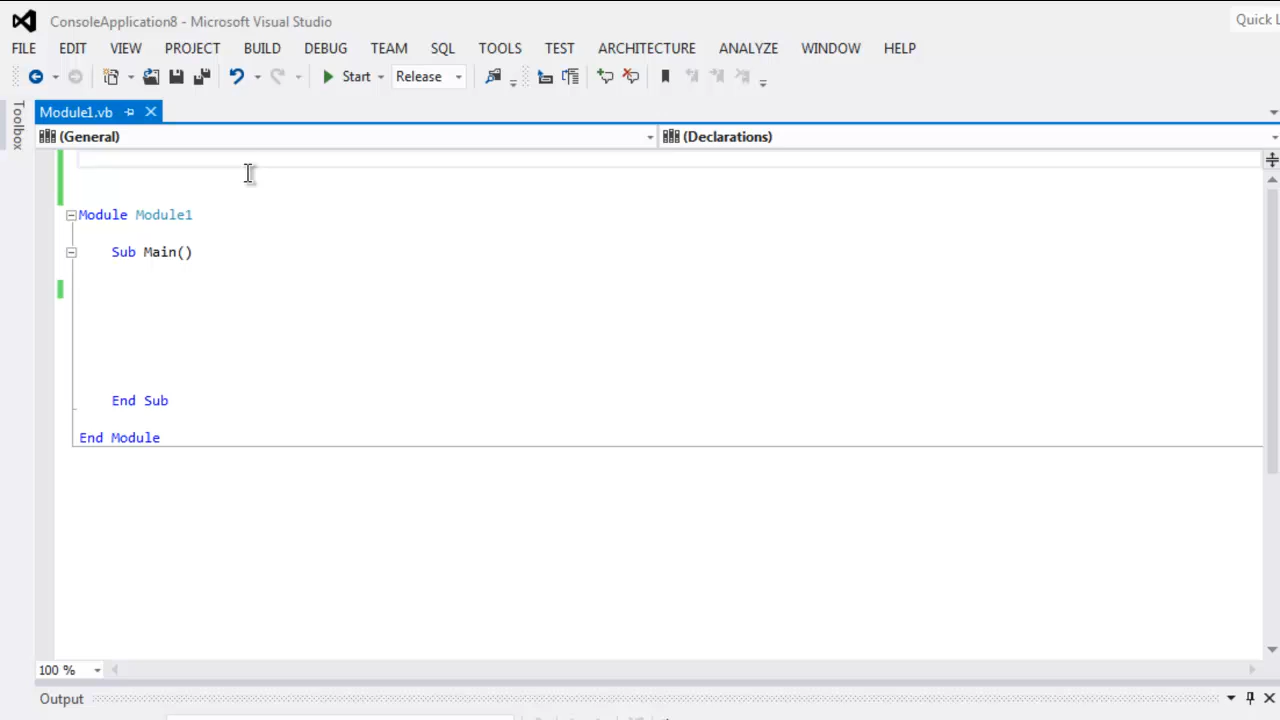 ConsoleApplication8 - Microsoft Visual Studio
Quick L
FILE EDIT VIEW PROJECT BUILD DEBUG TEAM SQL TOOLS TEST ARCHITECTURE ANALYZE WINDOW HELP
Start Release
Toolbox
Module1.vb
(General) (Declarations)
Module Module1
Sub Main()
End Sub
End Module
100 %
Output